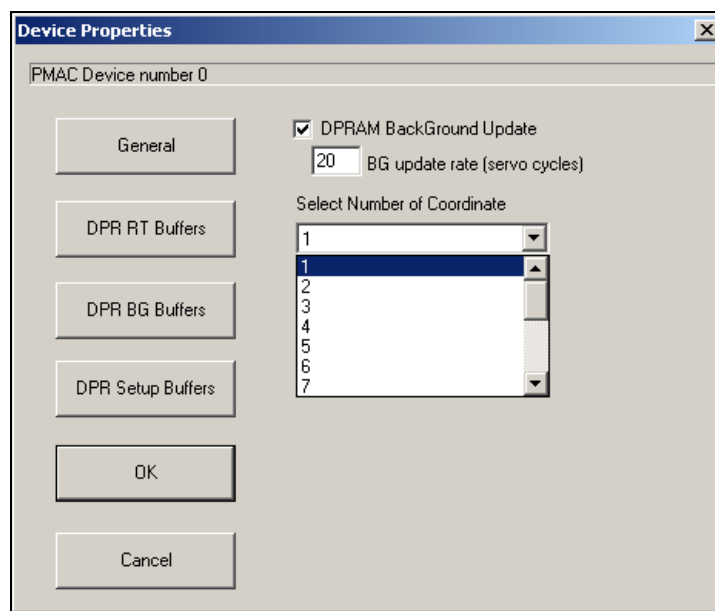 Device Properties
PMAC Device number 0
General
DPR RT Buffers
DPR BG Buffers
DPR Setup Buffers
OK
Cancel
DPRAM BackGround Update
20 BG update rate (servo cycles)
Select Number of Coordinate
1
1
2
3
4
5
6
7